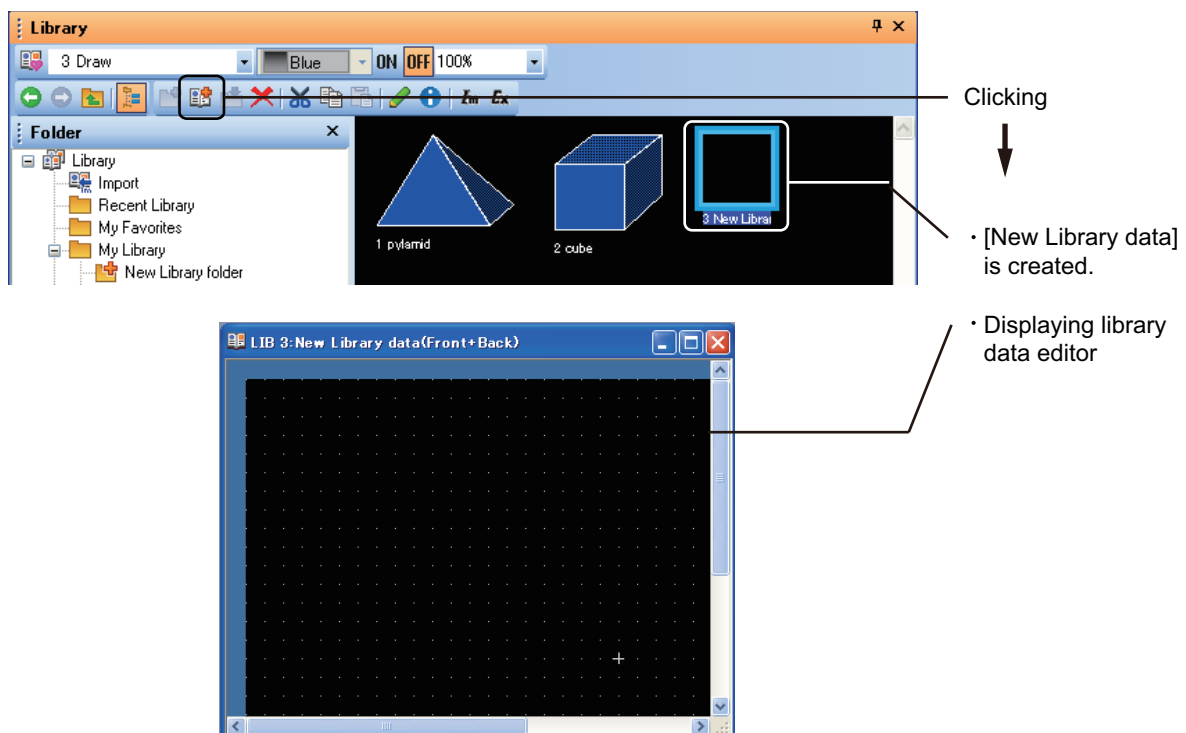 Library
3 Draw Blue ON OFF 100%
Im Ex
Clicking
Folder
Library
Import
Recent Library
My Favorites
My Library
New Library folder
1 pylamid
2 cube
3 New Librai
・[New Library data]
is created.
・Displaying library
data editor
LIB 3:New Library data(Front+Back)